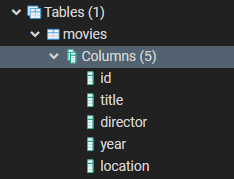 Tables (1)
movies
Columns (5)
id
title
director
year
location